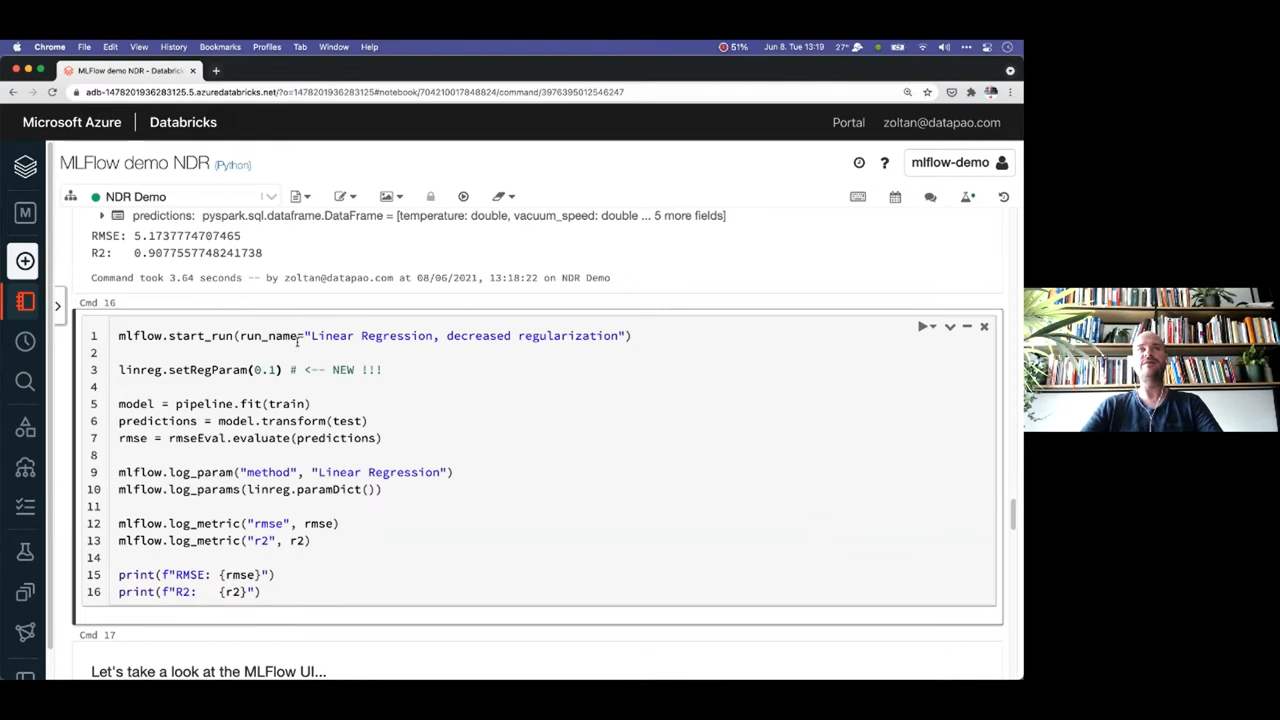 Chrome File Edit View History Bookmarks Profiles Tab Window Help 51% Jun 8. Tue 13:19 27°
MLFlow demo NDR - Databric
adb-1478201936283125.5.azuredatabricks.net/?o=1478201936283125#notebook/704210017848824/command/3976395012546247
Microsoft Azure Databricks Portal zoltan@datapao.com
MLFlow demo NDR (Python) mlflow-demo
NDR Demo
predictions: pyspark.sql.dataframe.DataFrame = [temperature: double, vacuum_speed: double ... 5 more fields]
RMSE: 5.1737774707465
R2: 0.9077557748241738
Command took 3.64 seconds -- by zoltan@datapao.com at 08/06/2021, 13:18:22 on NDR Demo
Cmd 16
1 mlflow.start_run(run_name="Linear Regression, decreased regularization")
2
3 linreg.setRegParam(0.1) # <-- NEW !!!
4
5 model = pipeline.fit(train)
6 predictions = model.transform(test)
7 rmse = rmseEval.evaluate(predictions)
8
9 mlflow.log_param("method", "Linear Regression")
10 mlflow.log_params(linreg.paramDict())
11
12 mlflow.log_metric("rmse", rmse)
13 mlflow.log_metric("r2", r2)
14
15 print(f"RMSE: {rmse}")
16 print(f"R2: {r2}")
Cmd 17
Let's take a look at the MLFlow UI...